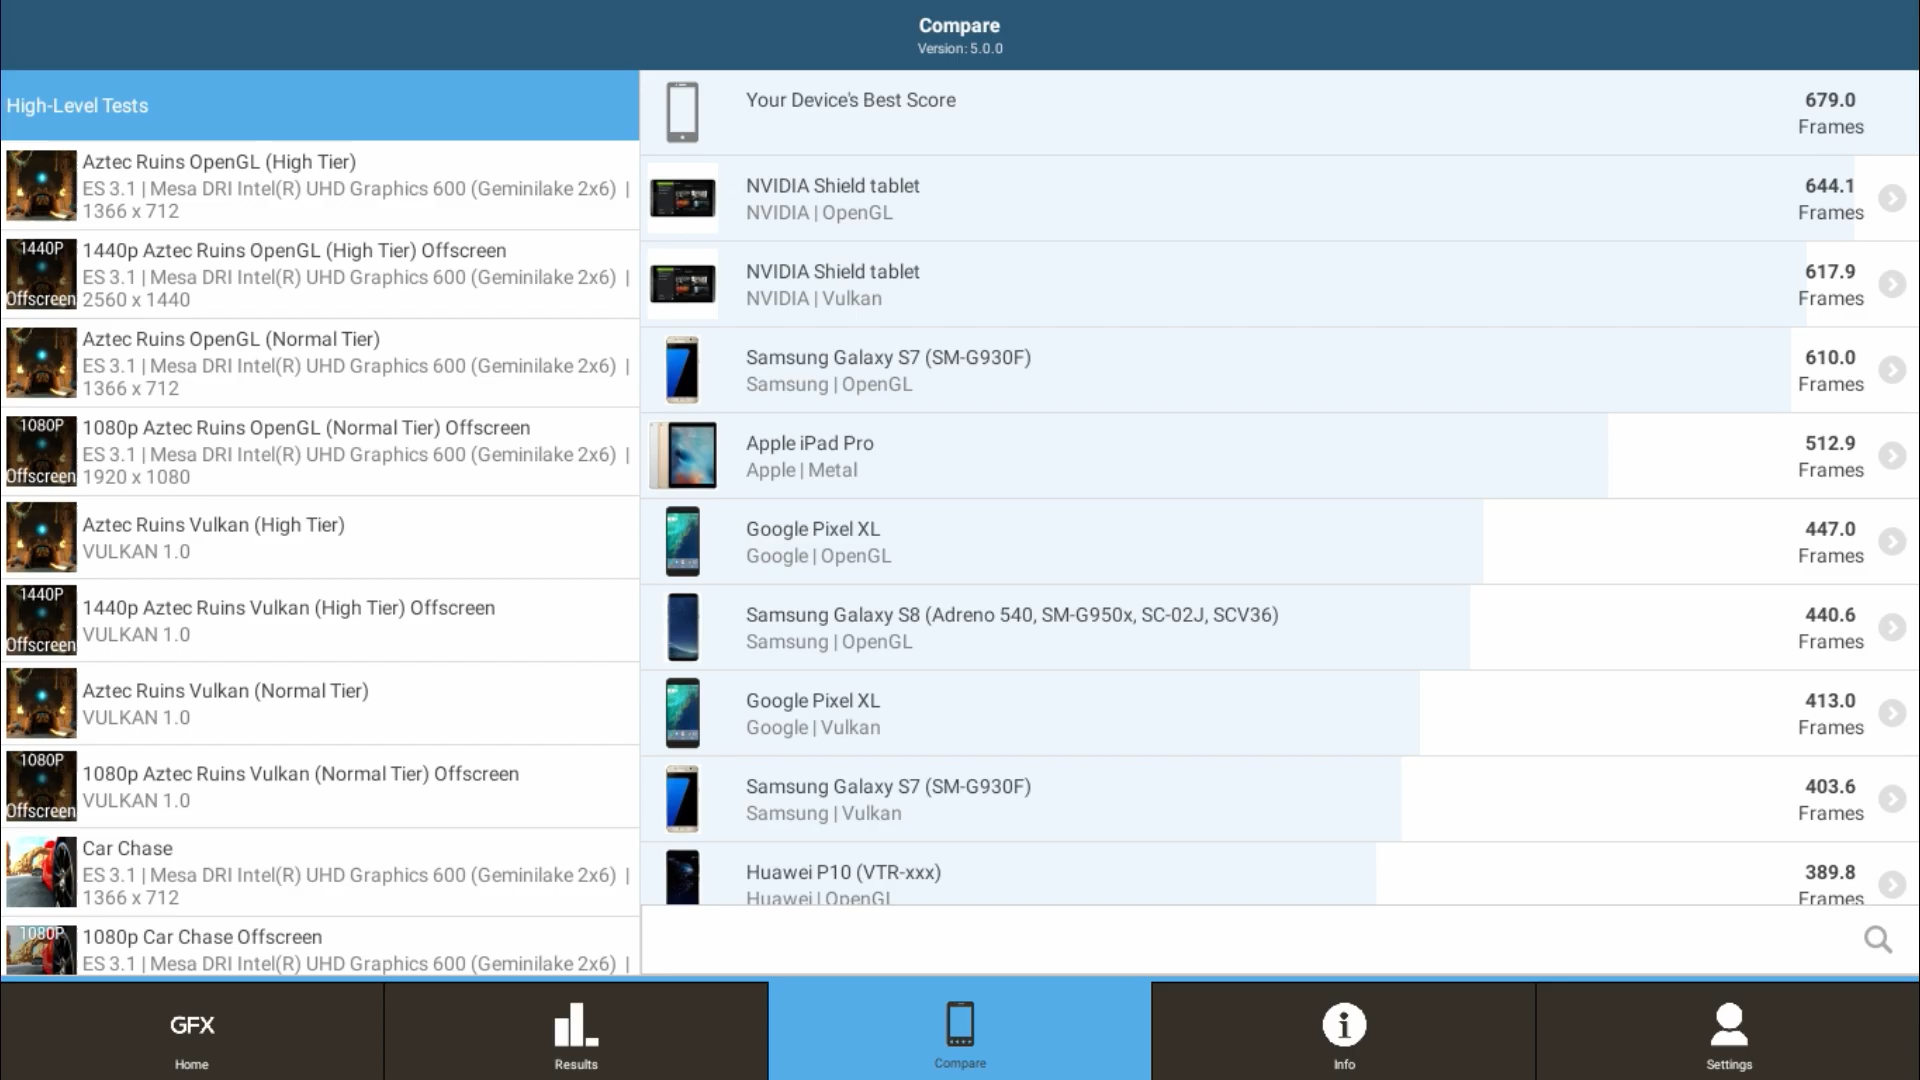 Compare
Version: 5.0.0
High-Level Tests
Aztec Ruins OpenGL (High Tier)
ES 3.1 | Mesa DRI Intel(R) UHD Graphics 600 (Geminilake 2x6) |
1366 x 712
1440P
Offscreen
1440p Aztec Ruins OpenGL (High Tier) Offscreen
ES 3.1 | Mesa DRI Intel(R) UHD Graphics 600 (Geminilake 2x6) |
2560 x 1440
Aztec Ruins OpenGL (Normal Tier)
ES 3.1 | Mesa DRI Intel(R) UHD Graphics 600 (Geminilake 2x6) |
1366 x 712
1080P
Offscreen
1080p Aztec Ruins OpenGL (Normal Tier) Offscreen
ES 3.1 | Mesa DRI Intel(R) UHD Graphics 600 (Geminilake 2x6) |
1920 x 1080
Aztec Ruins Vulkan (High Tier)
VULKAN 1.0
1440P
Offscreen
1440p Aztec Ruins Vulkan (High Tier) Offscreen
VULKAN 1.0
Aztec Ruins Vulkan (Normal Tier)
VULKAN 1.0
1080P
Offscreen
1080p Aztec Ruins Vulkan (Normal Tier) Offscreen
VULKAN 1.0
Car Chase
ES 3.1 | Mesa DRI Intel(R) UHD Graphics 600 (Geminilake 2x6) |
1366 x 712
1080P
1080p Car Chase Offscreen
ES 3.1 | Mesa DRI Intel(R) UHD Graphics 600 (Geminilake 2x6) |
Your Device's Best Score
679.0
Frames
NVIDIA Shield tablet
NVIDIA | OpenGL
644.1
Frames
NVIDIA Shield tablet
NVIDIA | Vulkan
617.9
Frames
Samsung Galaxy S7 (SM-G930F)
Samsung | OpenGL
610.0
Frames
Apple iPad Pro
Apple | Metal
512.9
Frames
Google Pixel XL
Google | OpenGL
447.0
Frames
Samsung Galaxy S8 (Adreno 540, SM-G950x, SC-02J, SCV36)
Samsung | OpenGL
440.6
Frames
Google Pixel XL
Google | Vulkan
413.0
Frames
Samsung Galaxy S7 (SM-G930F)
Samsung | Vulkan
403.6
Frames
Huawei P10 (VTR-xxx)
Huawei | OpenGL
389.8
Frames
GFX
Home
Results
Compare
Info
Settings